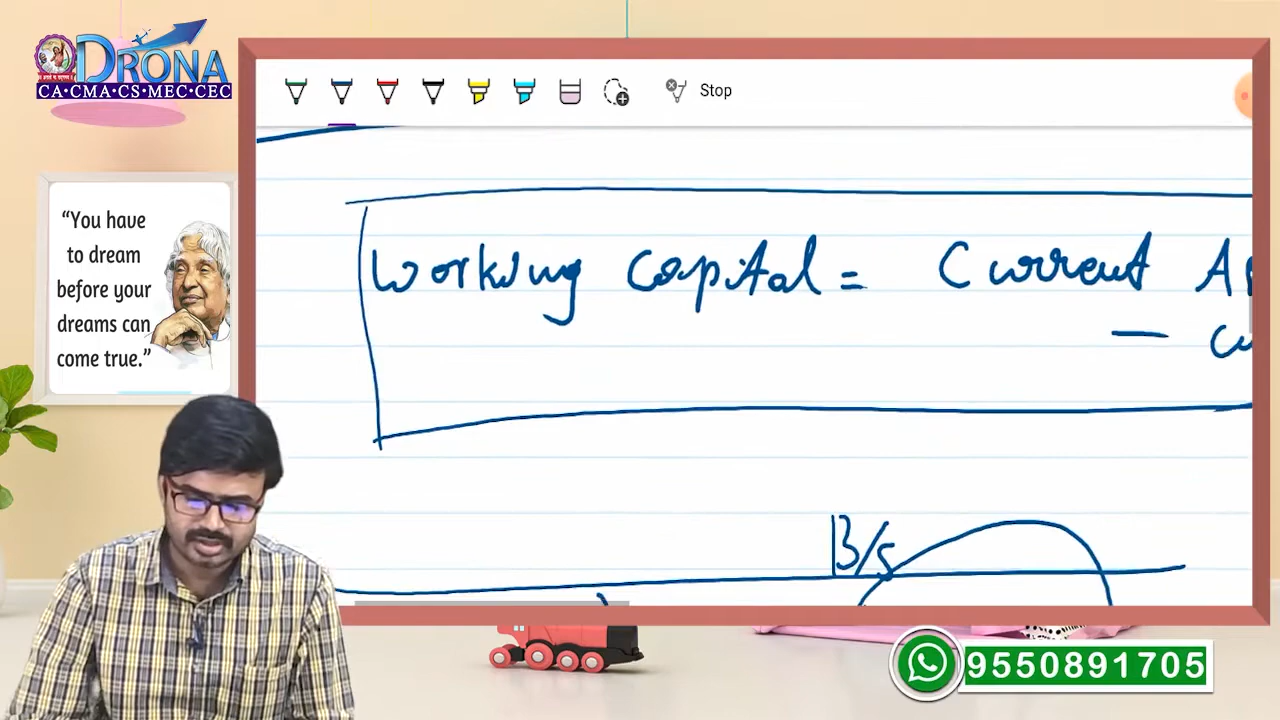 DRONA
CA•CMA•CS•MEC•CEC
Stop
“You have
to dream
before your
dreams can
come true.”
Working Capital = Current
—
B/s
9550891705